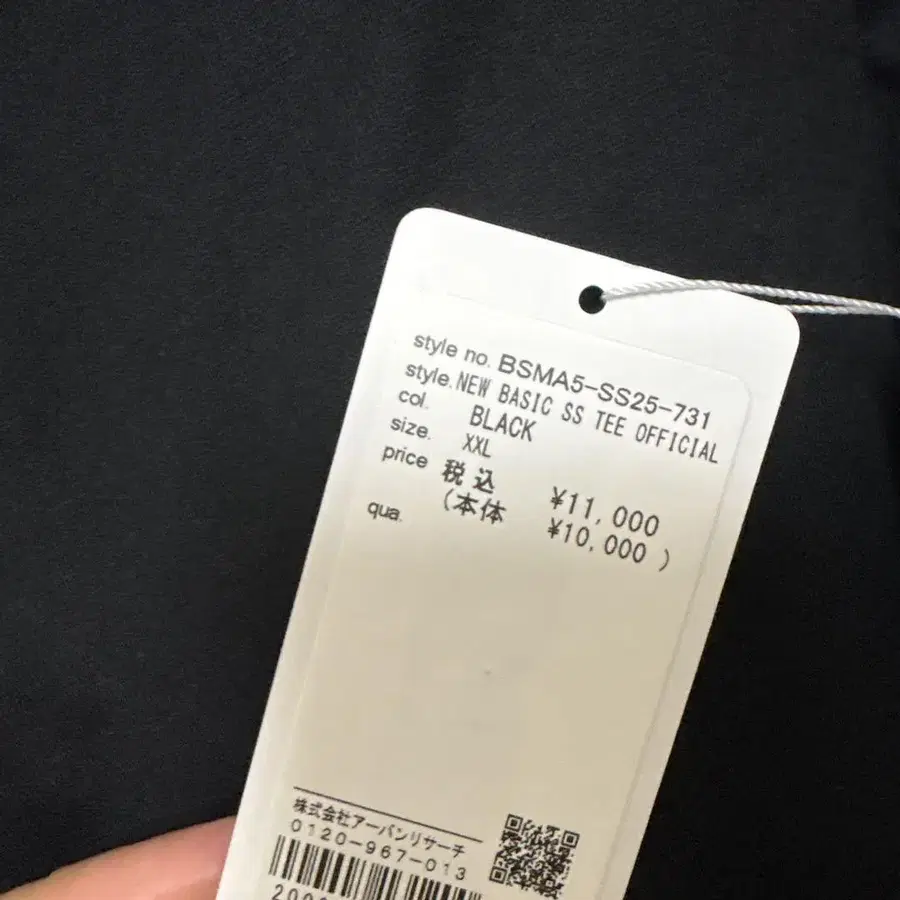 style no. BSMA5-SS25-731
style. NEW BASIC SS TEE OFFICIAL
col. BLACK
size. XXL
price 税込 ¥11,000
(本体 ¥10,000 )
qua.
株式会社アーバンリサーチ
0120-967-013